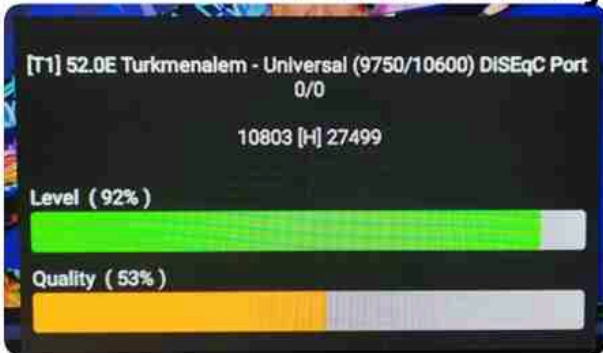 [T1] 52.0E Turkmenalem - Universal (9750/10600) DiSEqC Port
0/0
10803 [H] 27499
Level ( 92% )
Quality ( 53% )